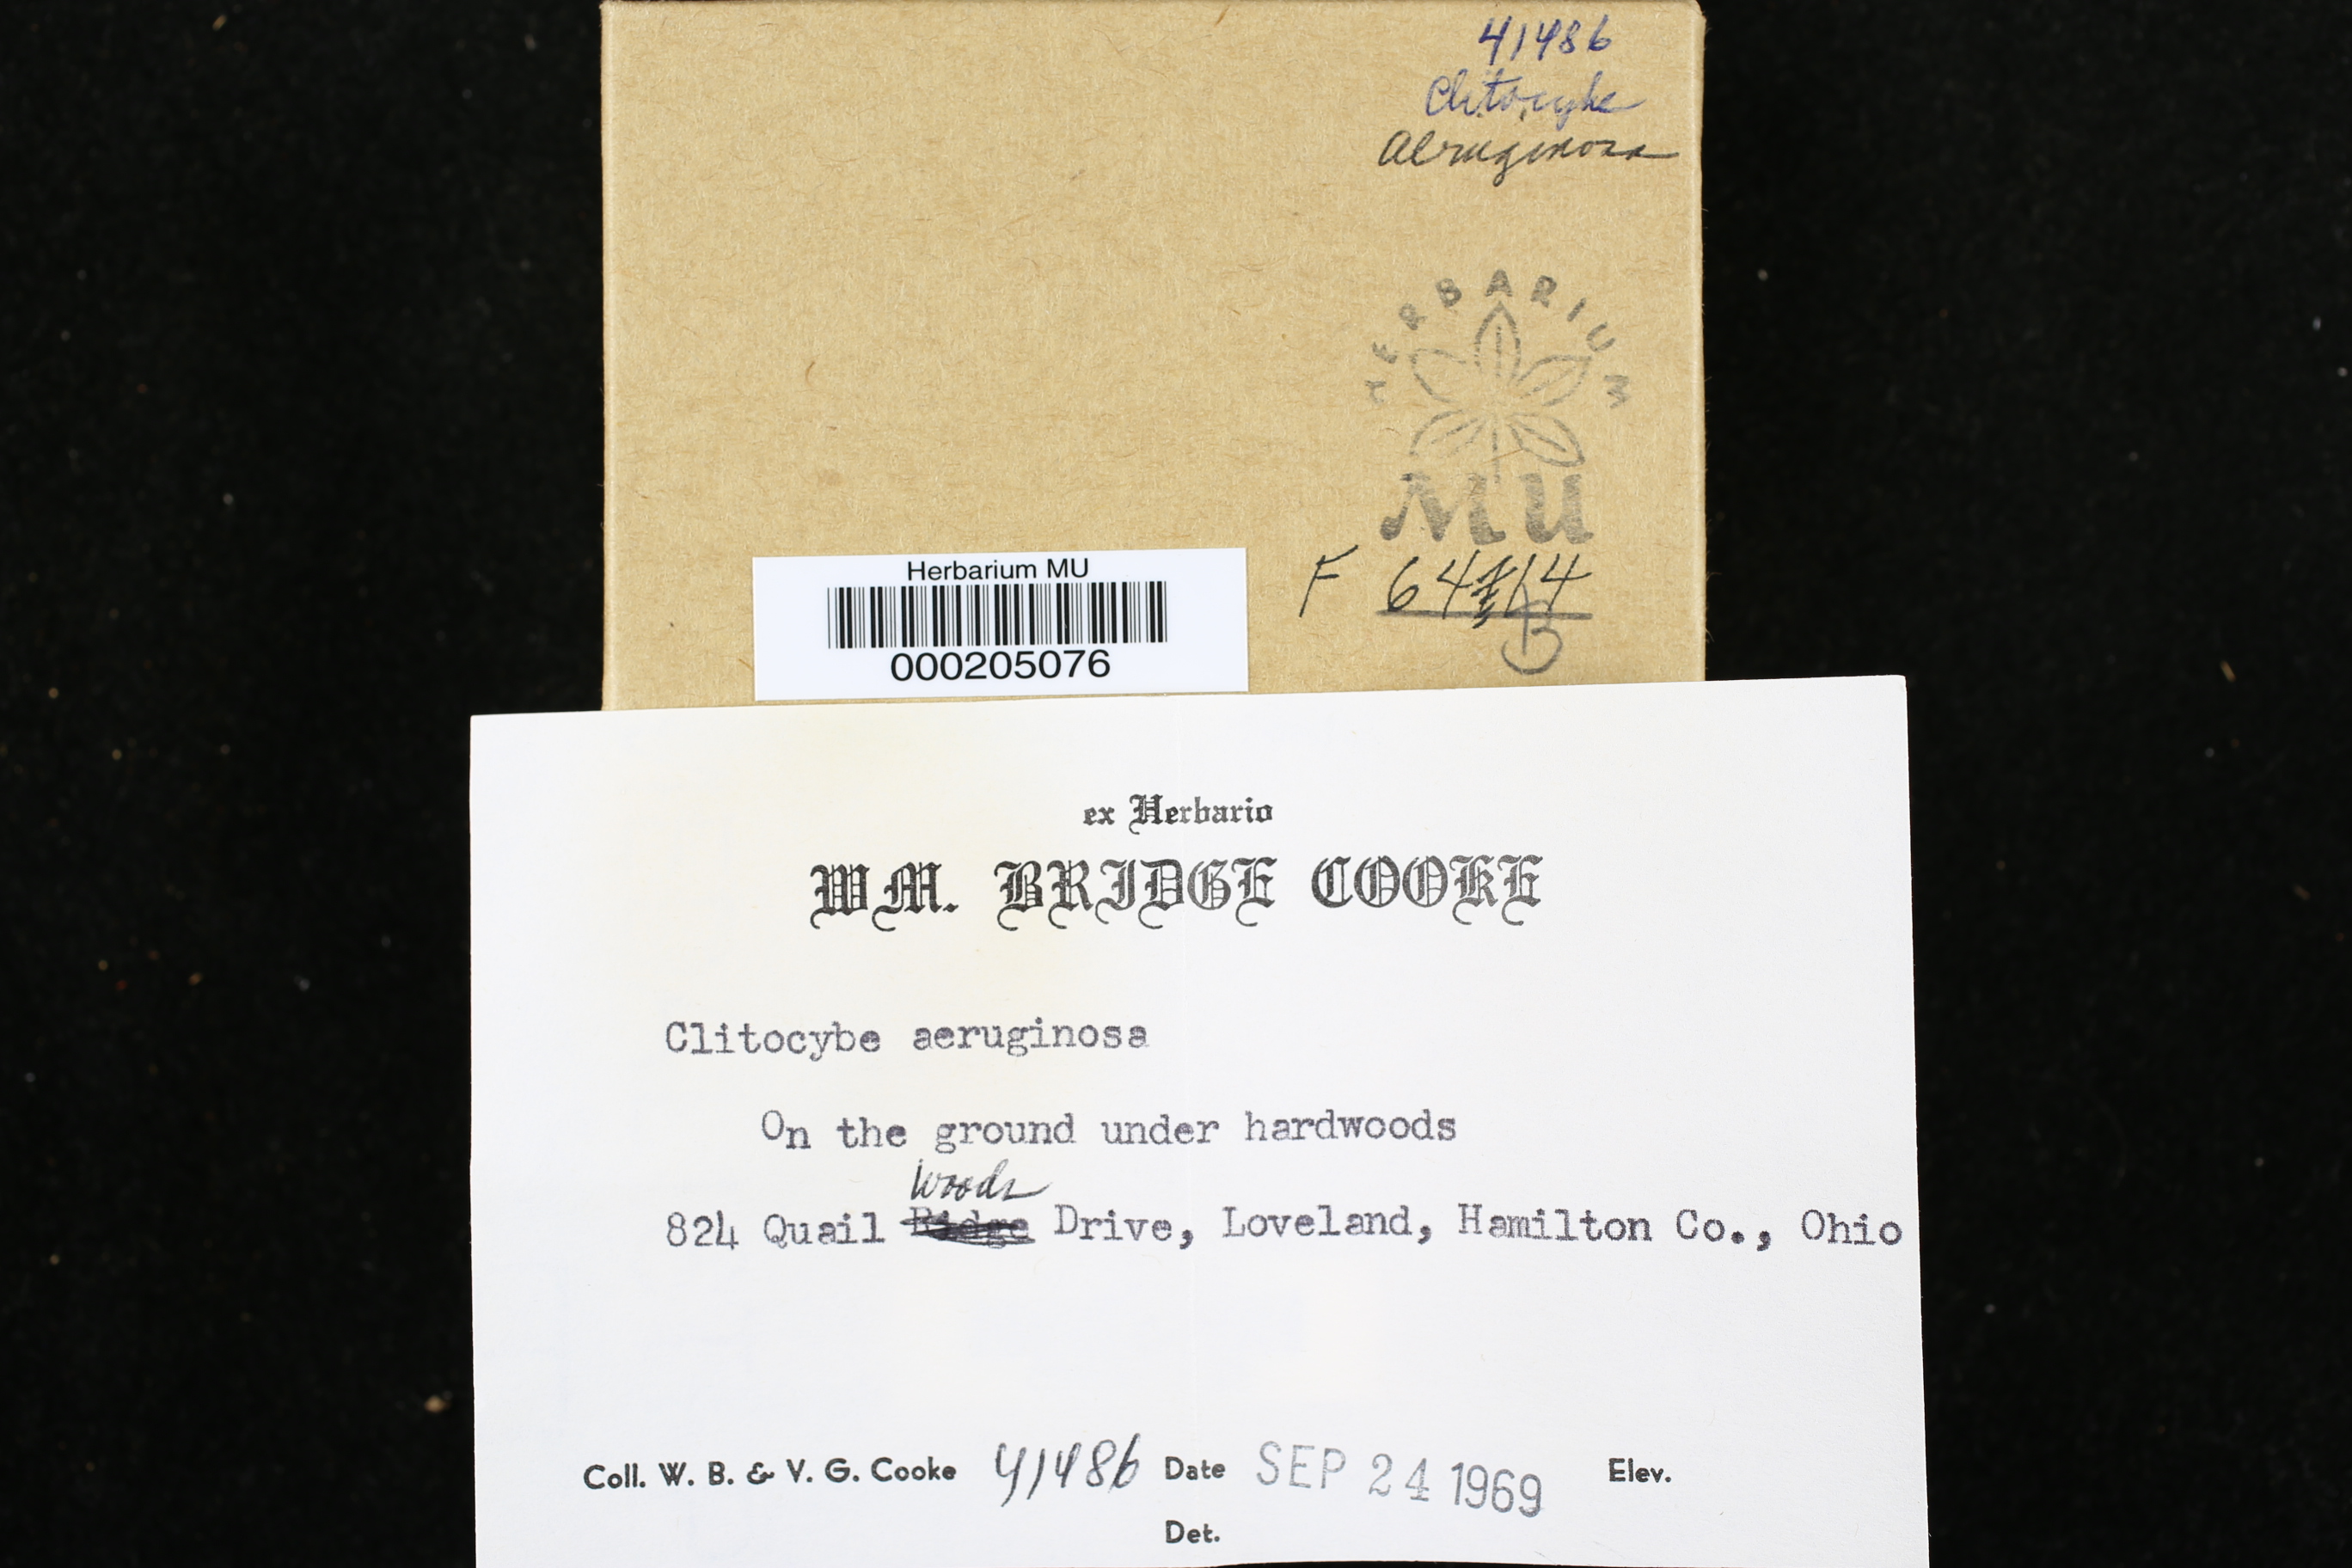 41486
Clitocybe
aeruginosa
HERBARIUM
MU
Herbarium MU
000205076
F 6414
B
ex Herbario
WM. BRIDGE COOKE
Clitocybe aeruginosa
On the ground under hardwoods
Woods
824 Quail Ridge Drive, Loveland, Hamilton Co., Ohio
Coll. W. B. & V. G. Cooke 41486 Date SEP 24 1969 Elev.
Det.